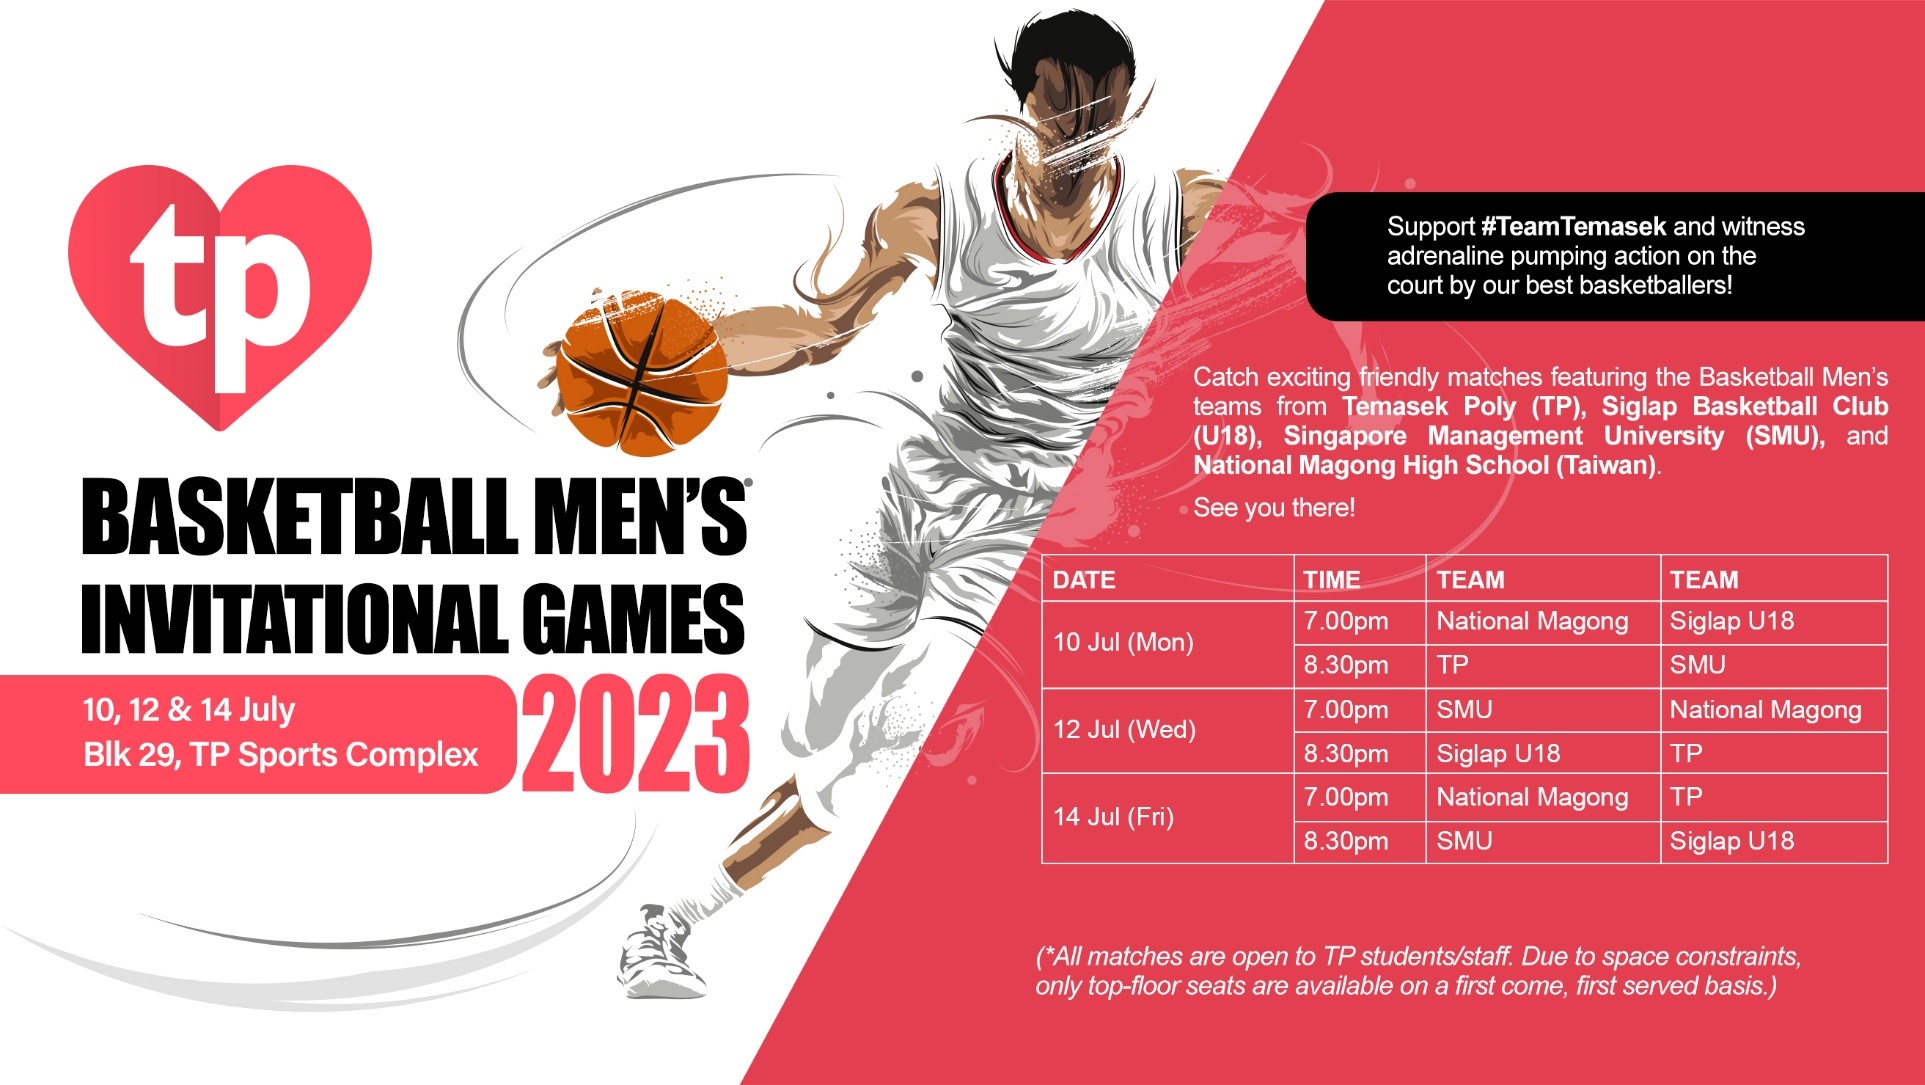 tp
BASKETBALL MEN'S
INVITATIONAL GAMES
2023
10, 12 & 14 July
Blk 29, TP Sports Complex
Support #TeamTemasek and witness
adrenaline pumping action on the
court by our best basketballers!
Catch exciting friendly matches featuring the Basketball Men's
teams from Temasek Poly (TP), Siglap Basketball Club
(U18), Singapore Management University (SMU), and
National Magong High School (Taiwan).
See you there!
DATE TIME TEAM TEAM
10 Jul (Mon) 7.00pm National Magong Siglap U18
8.30pm TP SMU
12 Jul (Wed) 7.00pm SMU National Magong
8.30pm Siglap U18 TP
14 Jul (Fri) 7.00pm National Magong TP
8.30pm SMU Siglap U18
(*All matches are open to TP students/staff. Due to space constraints,
only top-floor seats are available on a first come, first served basis.)